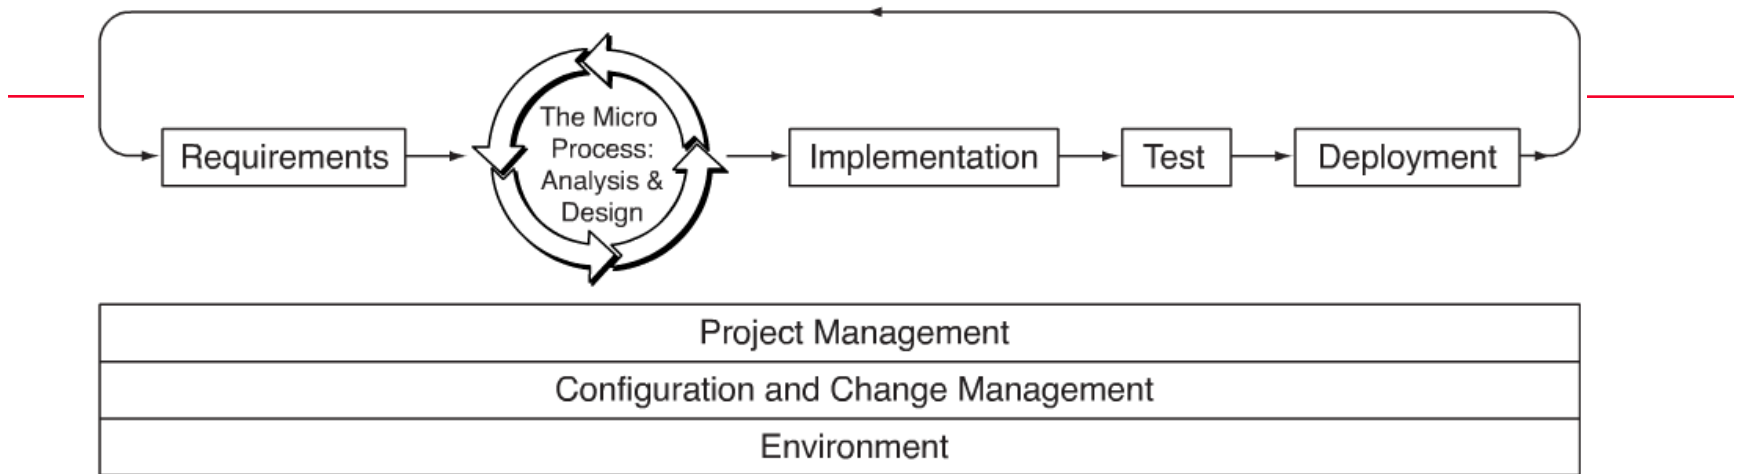 The Micro
Process:
Analysis &
Design
Requirements
Implementation
Test
Deployment
Project Management
Configuration and Change Management
Environment